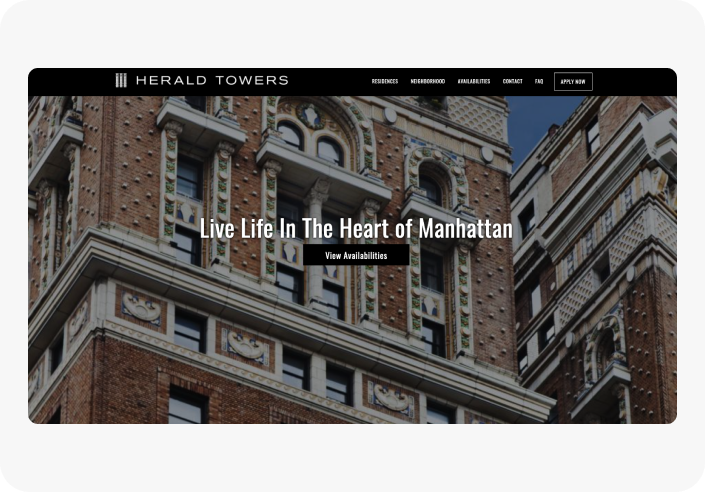 HERALD TOWERS
RESIDENCES NEIGHBORHOOD AVAILABILITIES CONTACT FAQ APPLY NOW
Live Life In The Heart of Manhattan
View Availabilities